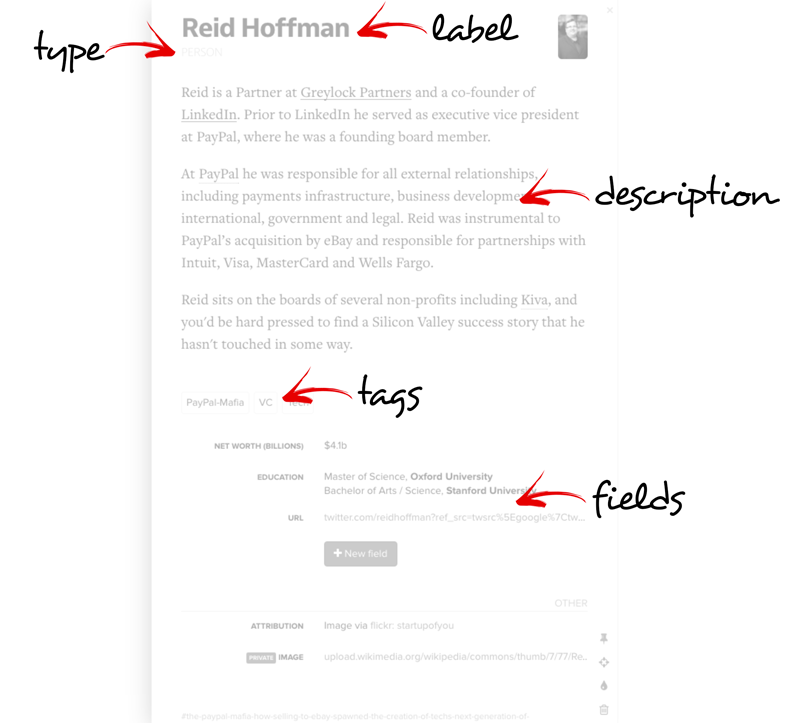 Reid Hoffman
label
type
PERSON
Reid is a Partner at Greylock Partners and a co-founder of
LinkedIn. Prior to LinkedIn he served as executive vice president
at PayPal, where he was a founding board member.
At PayPal he was responsible for all external relationships,
including payments infrastructure, business development,
international, government and legal. Reid was instrumental to
PayPal's acquisition by eBay and responsible for partnerships with
Intuit, Visa, MasterCard and Wells Fargo.
description
Reid sits on the boards of several non-profits including Kiva, and
you'd be hard pressed to find a Silicon Valley success story that he
hasn't touched in some way.
tags
PayPal-Mafia VC Tech
NET WORTH (BILLIONS) $4.1b
EDUCATION Master of Science, Oxford University
Bachelor of Arts / Science, Stanford University
fields
URL twitter.com/reidhoffman?ref_src=twsrc%5Egoogle%7Ctw...
+ New field
OTHER
ATTRIBUTION Image via flickr: startupofyou
PRIVATE IMAGE upload.wikimedia.org/wikipedia/commons/thumb/7/77/Re...
#the-paypal-mafia-how-selling-to-ebay-spawned-the-creation-of-techs-next-generation-of-